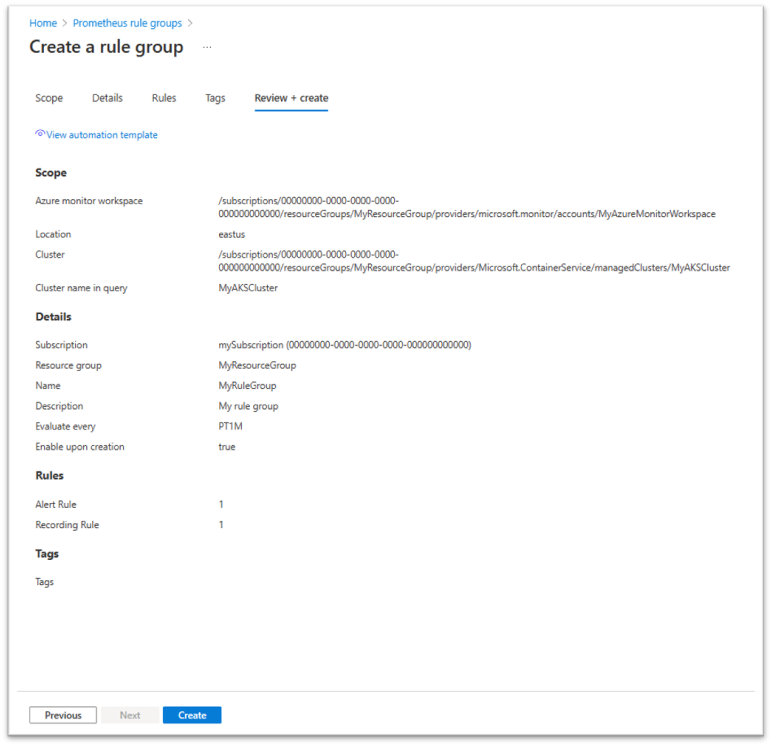 Home > Prometheus rule groups >
Create a rule group ...
Scope Details Rules Tags Review + create
View automation template
Scope
Azure monitor workspace /subscriptions/00000000-0000-0000-0000-
000000000000/resourceGroups/MyResourceGroup/providers/microsoft.monitor/accounts/MyAzureMonitorWorkspace
Location eastus
Cluster /subscriptions/00000000-0000-0000-0000-
000000000000/resourceGroups/MyResourceGroup/providers/Microsoft.ContainerService/managedClusters/MyAKSCluster
Cluster name in query MyAKSCluster
Details
Subscription mySubscription (00000000-0000-0000-0000-000000000000)
Resource group MyResourceGroup
Name MyRuleGroup
Description My rule group
Evaluate every PT1M
Enable upon creation true
Rules
Alert Rule 1
Recording Rule 1
Tags
Tags
Previous Next Create